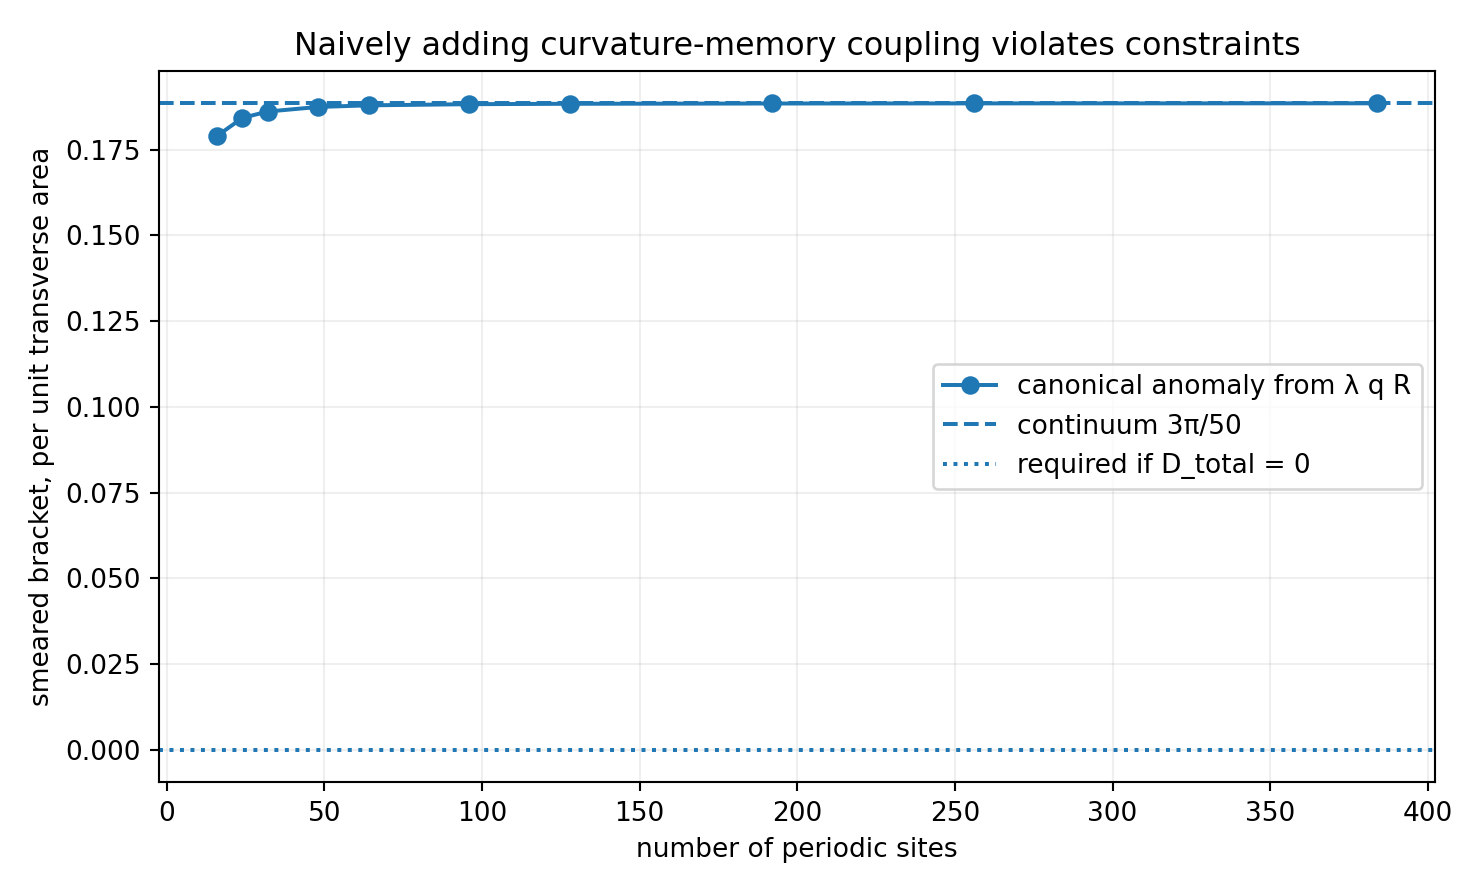 Naively adding curvature-memory coupling violates constraints
smeared bracket, per unit transverse area
0.175
0.150
0.125
0.100
0.075
0.050
0.025
0.000
canonical anomaly from λ q R
continuum 3π/50
required if D_total = 0
0 50 100 150 200 250 300 350 400
number of periodic sites